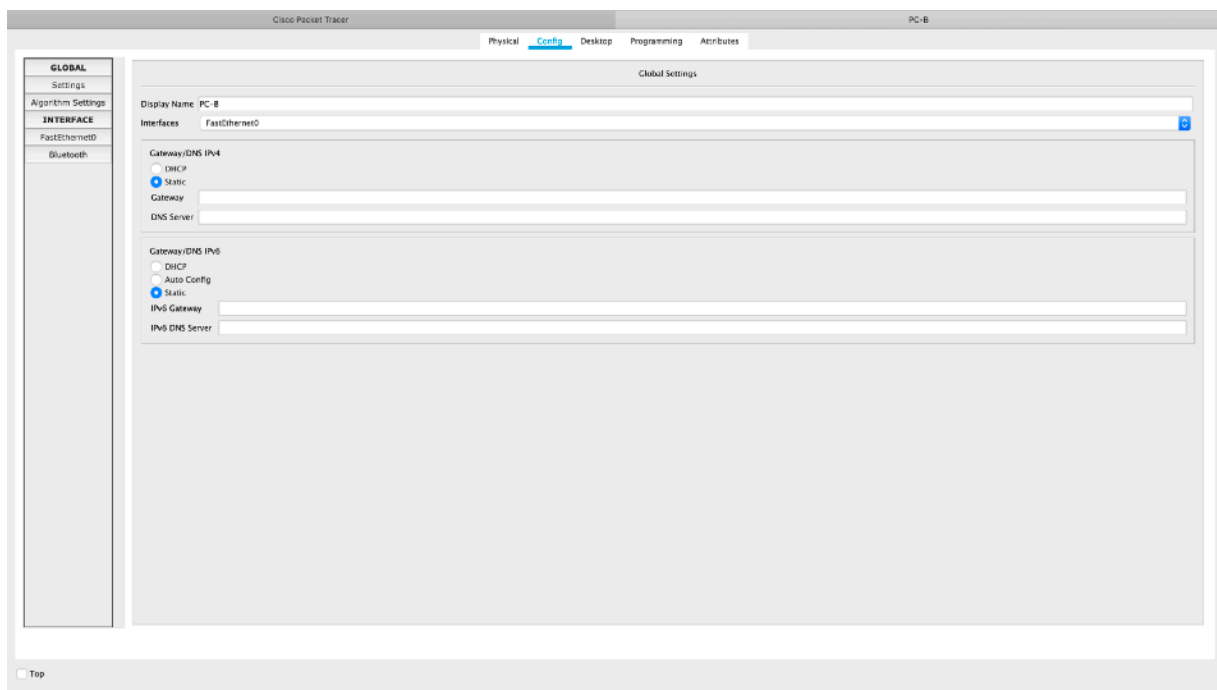 Cisco Packet Tracer PC-B
Physical Config Desktop Programming Attributes
GLOBAL
Settings
Algorithm Settings
INTERFACE
FastEthernet0
Bluetooth
Global Settings
Display Name PC-B
Interfaces FastEthernet0
Gateway/DNS IPv4
DHCP
Static
Gateway
DNS Server
Gateway/DNS IPv6
DHCP
Auto Config
Static
IPv6 Gateway
IPv6 DNS Server
Top